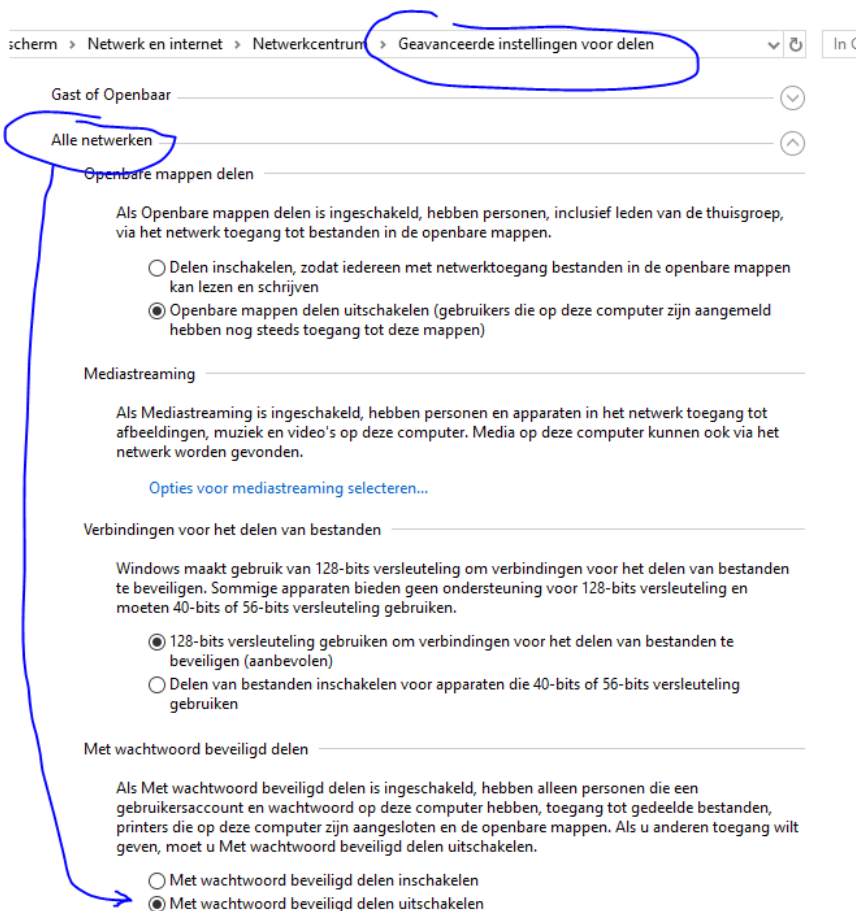 scherm > Netwerk en internet > Netwerkcentrum > Geavanceerde instellingen voor delen
In
Gast of Openbaar
Alle netwerken
Openbare mappen delen
Als Openbare mappen delen is ingeschakeld, hebben personen, inclusief leden van de thuisgroep,
via het netwerk toegang tot bestanden in de openbare mappen.
Delen inschakelen, zodat iedereen met netwerktoegang bestanden in de openbare mappen
kan lezen en schrijven
Openbare mappen delen uitschakelen (gebruikers die op deze computer zijn aangemeld
hebben nog steeds toegang tot deze mappen)
Mediastreaming
Als Mediastreaming is ingeschakeld, hebben personen en apparaten in het netwerk toegang tot
afbeeldingen, muziek en video's op deze computer. Media op deze computer kunnen ook via het
netwerk worden gevonden.
Opties voor mediastreaming selecteren...
Verbindingen voor het delen van bestanden
Windows maakt gebruik van 128-bits versleuteling om verbindingen voor het delen van bestanden
te beveiligen. Sommige apparaten bieden geen ondersteuning voor 128-bits versleuteling en
moeten 40-bits of 56-bits versleuteling gebruiken.
128-bits versleuteling gebruiken om verbindingen voor het delen van bestanden te
beveiligen (aanbevolen)
Delen van bestanden inschakelen voor apparaten die 40-bits of 56-bits versleuteling
gebruiken
Met wachtwoord beveiligd delen
Als Met wachtwoord beveiligd delen is ingeschakeld, hebben alleen personen die een
gebruikersaccount en wachtwoord op deze computer hebben, toegang tot gedeelde bestanden,
printers die op deze computer zijn aangesloten en de openbare mappen. Als u anderen toegang wilt
geven, moet u Met wachtwoord beveiligd delen uitschakelen.
Met wachtwoord beveiligd delen inschakelen
Met wachtwoord beveiligd delen uitschakelen